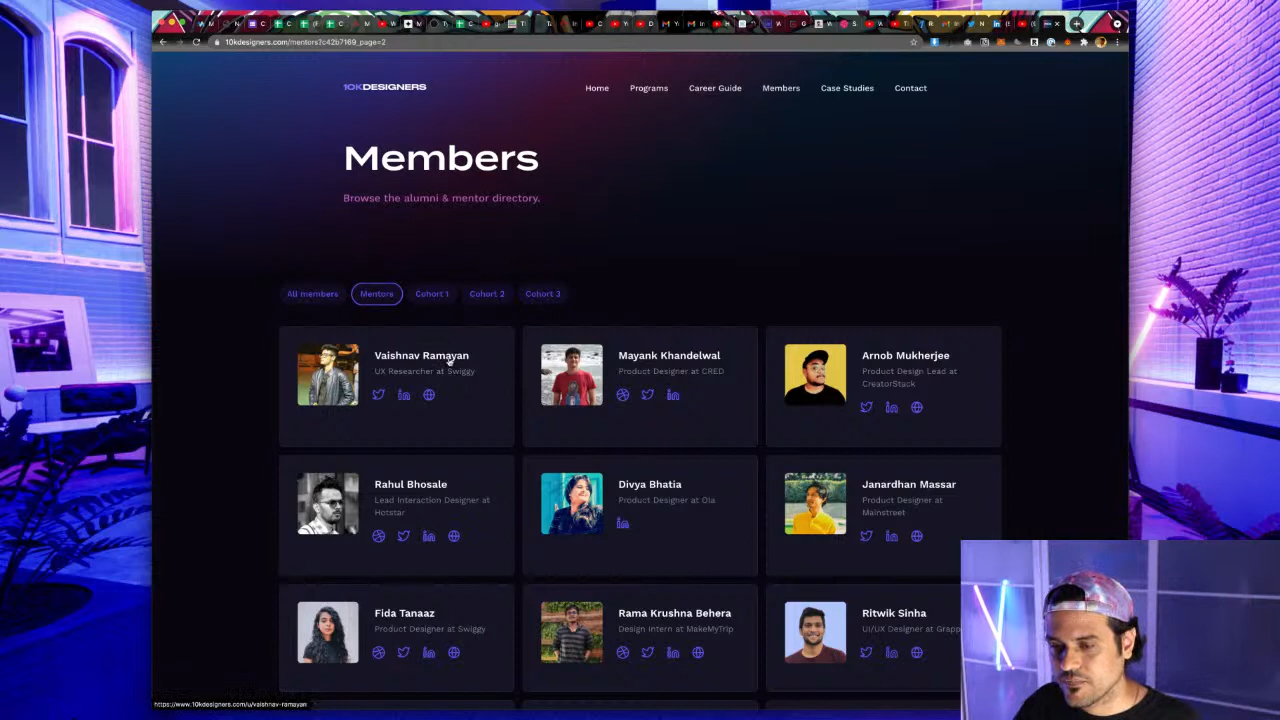 10kdesigners.com/mentors?c42b7169_page=2
10KDESIGNERS
Home Programs Career Guide Members Case Studies Contact
Members
Browse the alumni & mentor directory.
All members Mentors Cohort 1 Cohort 2 Cohort 3
Vaishnav Ramayan
UX Researcher at Swiggy
Mayank Khandelwal
Product Designer at CRED
Arnob Mukherjee
Product Design Lead at
CreatorStack
Rahul Bhosale
Lead Interaction Designer at
Hotstar
Divya Bhatia
Product Designer at Ola
Janardhan Massar
Product Designer at
Mainstreet
Fida Tanaaz
Product Designer at Swiggy
Rama Krushna Behera
Design Intern at MakeMyTrip
Ritwik Sinha
UI/UX Designer at Grapp
https://www.10kdesigners.com/u/vaishnav-ramayan